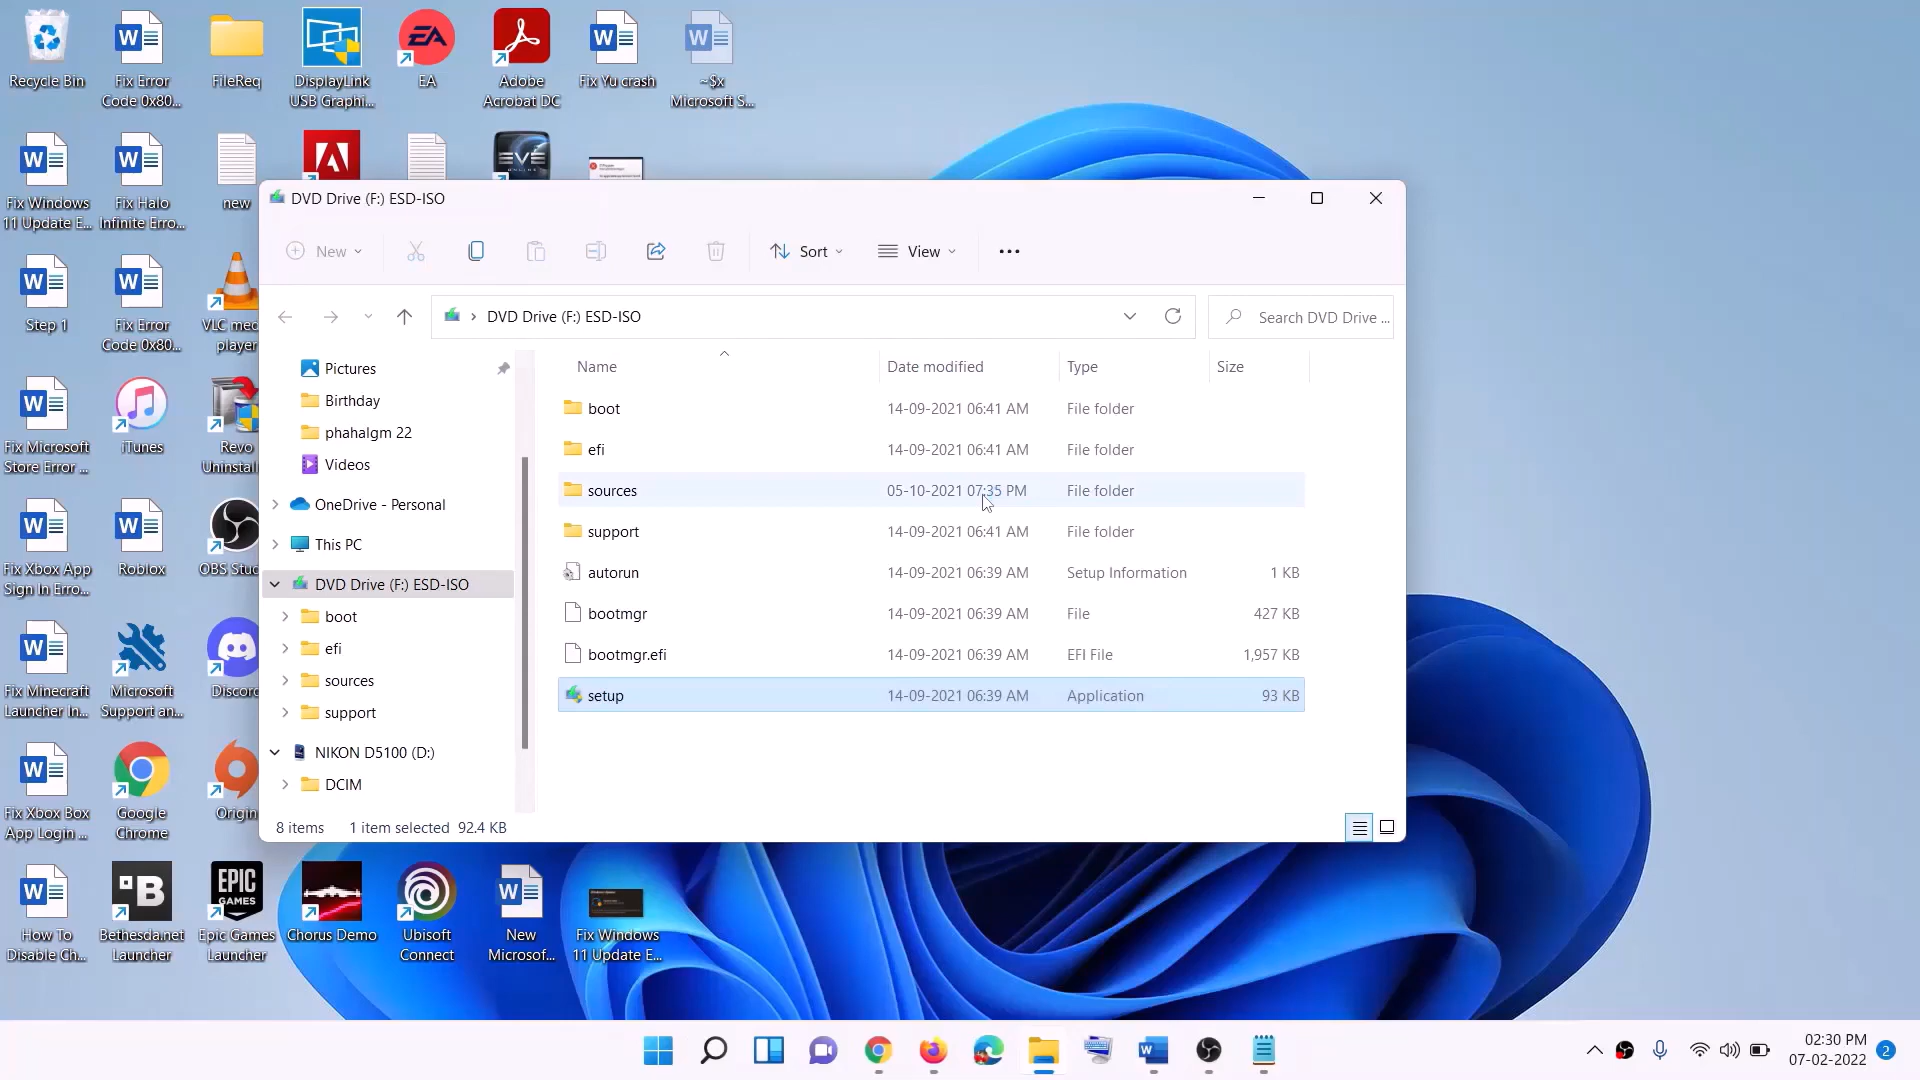 Recycle Bin
Fix Error
Code 0x80...
FileReq
DisplayLink
USB Graphi...
EA
Adobe
Acrobat DC
Fix Yu crash
~$x
Microsoft S...
Fix Windows
11 Update E...
Fix Halo
Infinite Erro...
new
EVE
ONLINE
DVD Drive (F:) ESD-ISO
New
Sort
View
DVD Drive (F:) ESD-ISO
Search DVD Drive ...
Step 1
Fix Error
Code 0x80...
VLC med
player
Fix Microsoft
Store Error ...
iTunes
Revo
Uninstall
Fix Xbox App
Sign In Erro...
Roblox
OBS Stud
Fix Minecraft
Launcher In...
Microsoft
Support an...
Discord
Fix Xbox Box
App Login ...
Google
Chrome
Origin
Pictures
Birthday
phahalgm 22
Videos
OneDrive - Personal
This PC
DVD Drive (F:) ESD-ISO
boot
efi
sources
support
NIKON D5100 (D:)
DCIM
Name Date modified Type Size
boot 14-09-2021 06:41 AM File folder
efi 14-09-2021 06:41 AM File folder
sources 05-10-2021 07:35 PM File folder
support 14-09-2021 06:41 AM File folder
autorun 14-09-2021 06:39 AM Setup Information 1 KB
bootmgr 14-09-2021 06:39 AM File 427 KB
bootmgr.efi 14-09-2021 06:39 AM EFI File 1,957 KB
setup 14-09-2021 06:39 AM Application 93 KB
8 items 1 item selected 92.4 KB
How To
Disable Ch...
Bethesda.net
Launcher
EPIC
GAMES
Epic Games
Launcher
Chorus Demo
Ubisoft
Connect
New
Microsof...
Fix Windows
11 Update E...
02:30 PM
07-02-2022
2